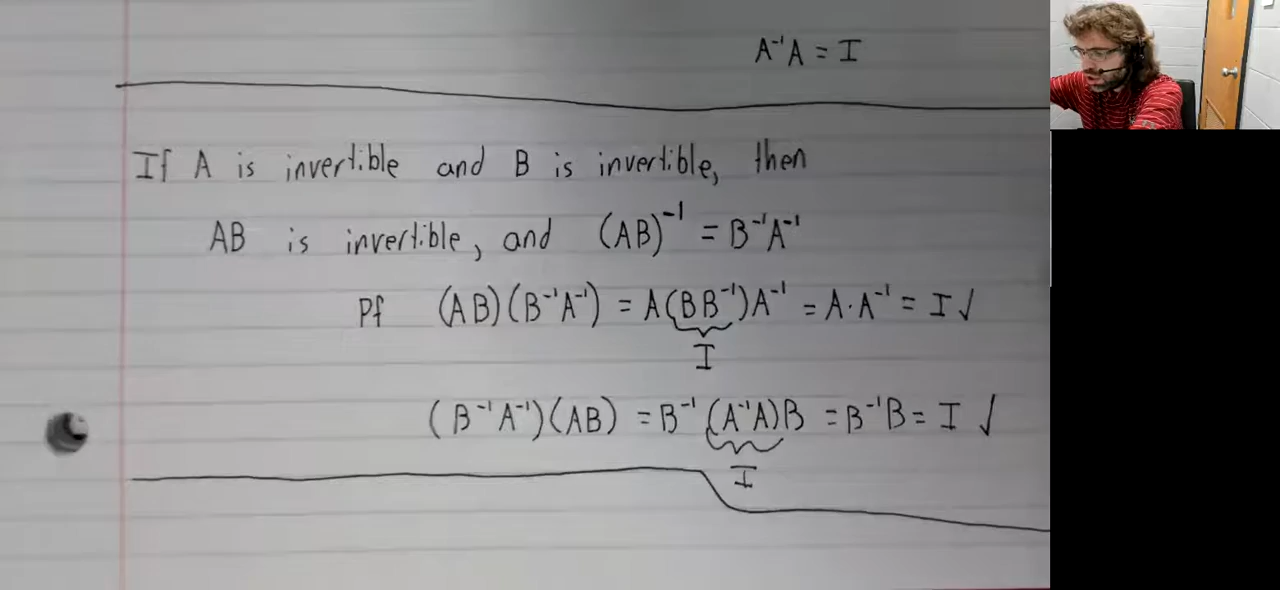 A⁻¹A = I
If A is invertible and B is invertible, then
AB is invertible, and (AB)⁻¹ = B⁻¹A⁻¹
Pf (AB)(B⁻¹A⁻¹) = A(BB⁻¹)A⁻¹ = A·A⁻¹ = I ✓
I
(B⁻¹A⁻¹)(AB) = B⁻¹(A⁻¹A)B = B⁻¹B = I ✓
I